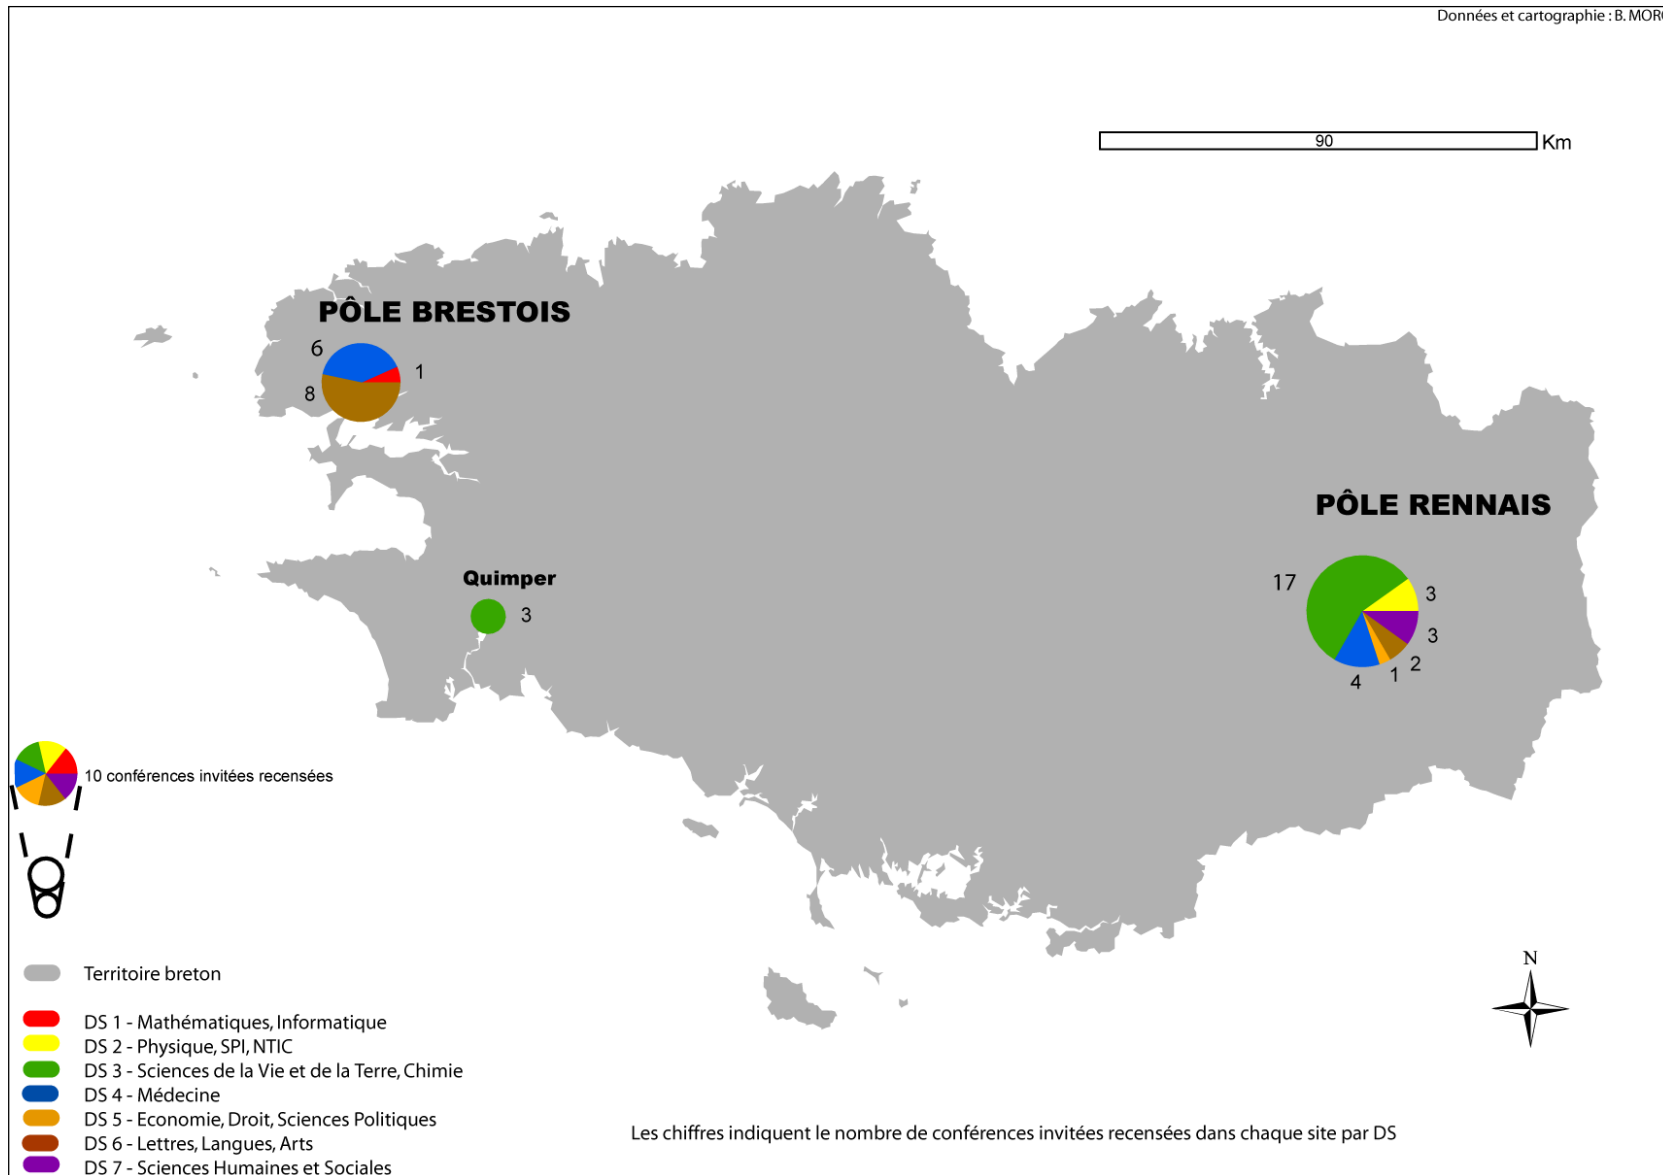 Données et cartographie : B. MOR
90 Km
PÔLE BRESTOIS
6
1
8
PÔLE RENNAIS
Quimper
3
17
3
3
2
1
4
10 conférences invitées recensées
Territoire breton
DS 1 - Mathématiques, Informatique
DS 2 - Physique, SPI, NTIC
DS 3 - Sciences de la Vie et de la Terre, Chimie
DS 4 - Médecine
DS 5 - Economie, Droit, Sciences Politiques
DS 6 - Lettres, Langues, Arts
DS 7 - Sciences Humaines et Sociales
N
Les chiffres indiquent le nombre de conférences invitées recensées dans chaque site par DS